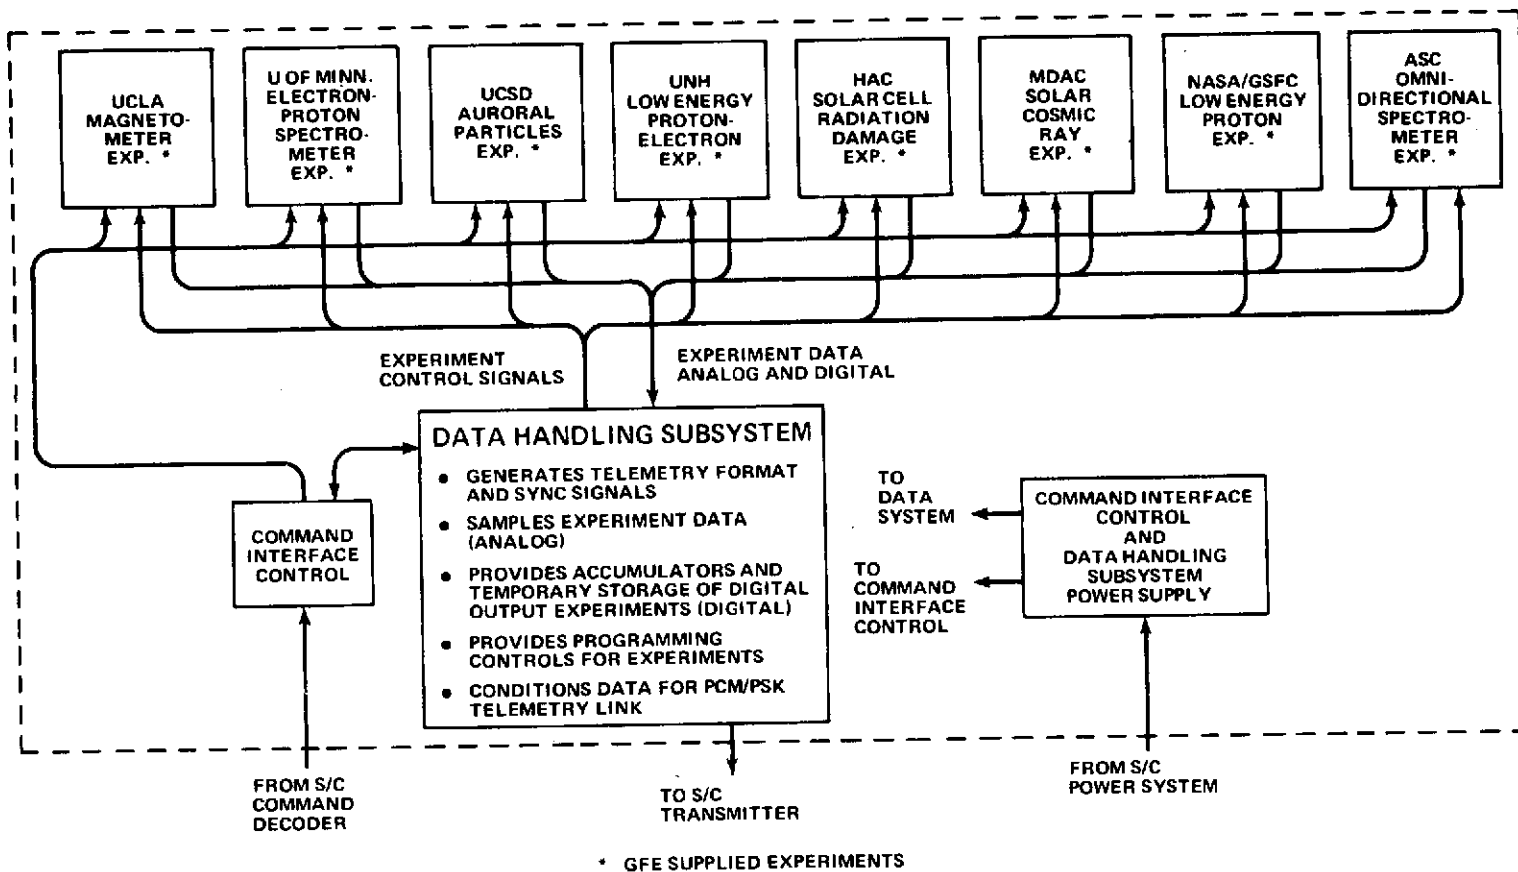 UCLA
MAGNETO-
METER
EXP. *
U OF MINN.
ELECTRON-
PROTON
SPECTRO-
METER
EXP. *
UCSD
AURORAL
PARTICLES
EXP. *
UNH
LOW ENERGY
PROTON-
ELECTRON
EXP. *
HAC
SOLAR CELL
RADIATION
DAMAGE
EXP. *
MDAC
SOLAR
COSMIC
RAY
EXP. *
NASA/GSFC
LOW ENERGY
PROTON
EXP. *
ASC
OMNI-
DIRECTIONAL
SPECTRO-
METER
EXP. *
EXPERIMENT
CONTROL SIGNALS
EXPERIMENT DATA
ANALOG AND DIGITAL
COMMAND
INTERFACE
CONTROL
DATA HANDLING SUBSYSTEM
• GENERATES TELEMETRY FORMAT
AND SYNC SIGNALS
• SAMPLES EXPERIMENT DATA
(ANALOG)
• PROVIDES ACCUMULATORS AND
TEMPORARY STORAGE OF DIGITAL
OUTPUT EXPERIMENTS (DIGITAL)
• PROVIDES PROGRAMMING
CONTROLS FOR EXPERIMENTS
• CONDITIONS DATA FOR PCM/PSK
TELEMETRY LINK
TO
DATA
SYSTEM
TO
COMMAND
INTERFACE
CONTROL
COMMAND INTERFACE
CONTROL
AND
DATA HANDLING
SUBSYSTEM
POWER SUPPLY
FROM S/C
COMMAND
DECODER
TO S/C
TRANSMITTER
FROM S/C
POWER SYSTEM
* GFE SUPPLIED EXPERIMENTS